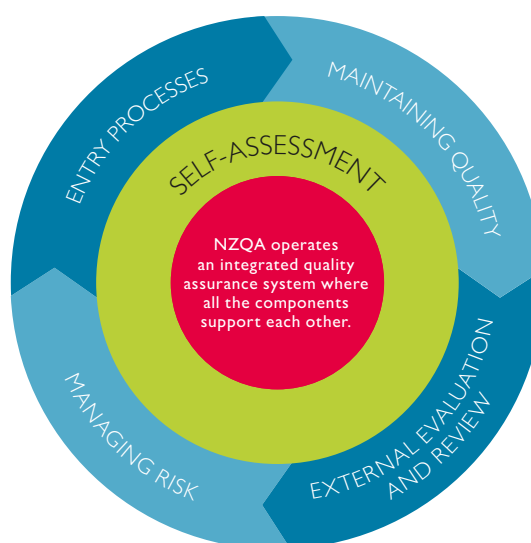 ENTRY PROCESSES
MAINTAINING QUALITY
SELF-ASSESSMENT
NZQA operates
an integrated quality
assurance system where
all the components
support each other.
MANAGING RISK
EXTERNAL EVALUATION
AND REVIEW